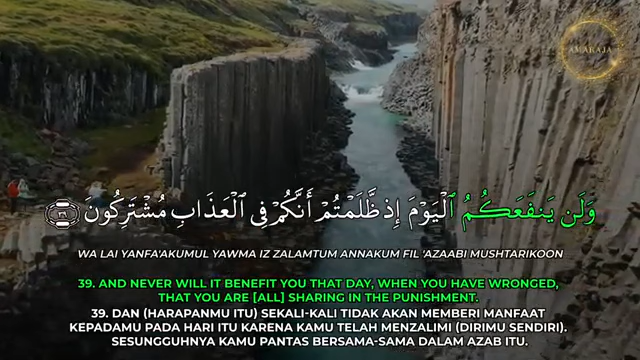 AMARAJA
وَلَن يَنفَعَكُمُ ٱلْيَوْمَ إِذ ظَّلَمْتُمْ أَنَّكُمْ فِى ٱلْعَذَابِ مُشْتَرِكُونَ ٣٩
WA LAI YANFA'AKUMUL YAWMA IZ ZALAMTUM ANNAKUM FIL 'AZAABI MUSHTARIKOON
39. AND NEVER WILL IT BENEFIT YOU THAT DAY, WHEN YOU HAVE WRONGED,
THAT YOU ARE [ALL] SHARING IN THE PUNISHMENT.
39. DAN (HARAPANMU ITU) SEKALI-KALI TIDAK AKAN MEMBERI MANFAAT
KEPADAMU PADA HARI ITU KARENA KAMU TELAH MENZALIMI (DIRIMU SENDIRI).
SESUNGGUHNYA KAMU PANTAS BERSAMA-SAMA DALAM AZAB ITU.